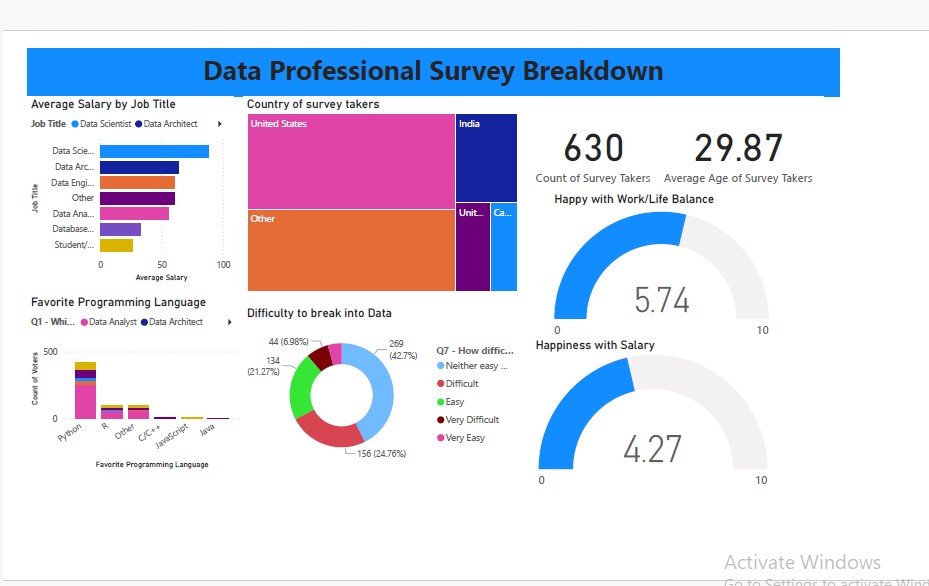 Data Professional Survey Breakdown
Average Salary by Job Title
Job Title Data Scientist Data Architect
Job Title
Data Scie...
Data Arc...
Data Engi...
Other
Data Ana...
Database...
Student/...
0 50 100
Average Salary
Country of survey takers
United States
India
Other
Unit...
Ca...
630
Count of Survey Takers
29.87
Average Age of Survey Takers
Happy with Work/Life Balance
5.74
0 10
Favorite Programming Language
Q1 - Whi... Data Analyst Data Architect
Count of Voters
500
0
Python
R
Other
C/C++
JavaScript
Java
Favorite Programming Language
Difficulty to break into Data
44 (6.98%)
269
(42.7%)
134
(21.27%)
156 (24.76%)
Q7 - How diffic...
Neither easy ...
Difficult
Easy
Very Difficult
Very Easy
Happiness with Salary
4.27
0 10
Activate Windows
Go to Settings to activate Wind